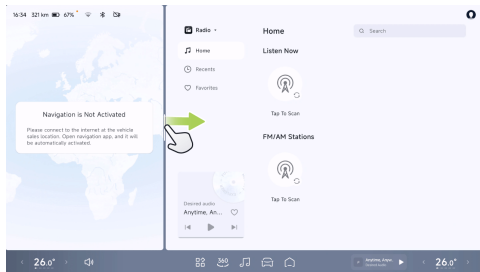 16:34 321 km 67%
Navigation is Not Activated
Please connect to the internet at the vehicle
sales location. Open navigation app, and it will
be automatically activated.
Radio
Home
Recents
Favorites
Desired audio
Anytime, An...
Home
Search
Listen Now
Tap To Scan
FM/AM Stations
Tap To Scan
26.0°
360
Anytime, Anyw
Desired audio
26.0°